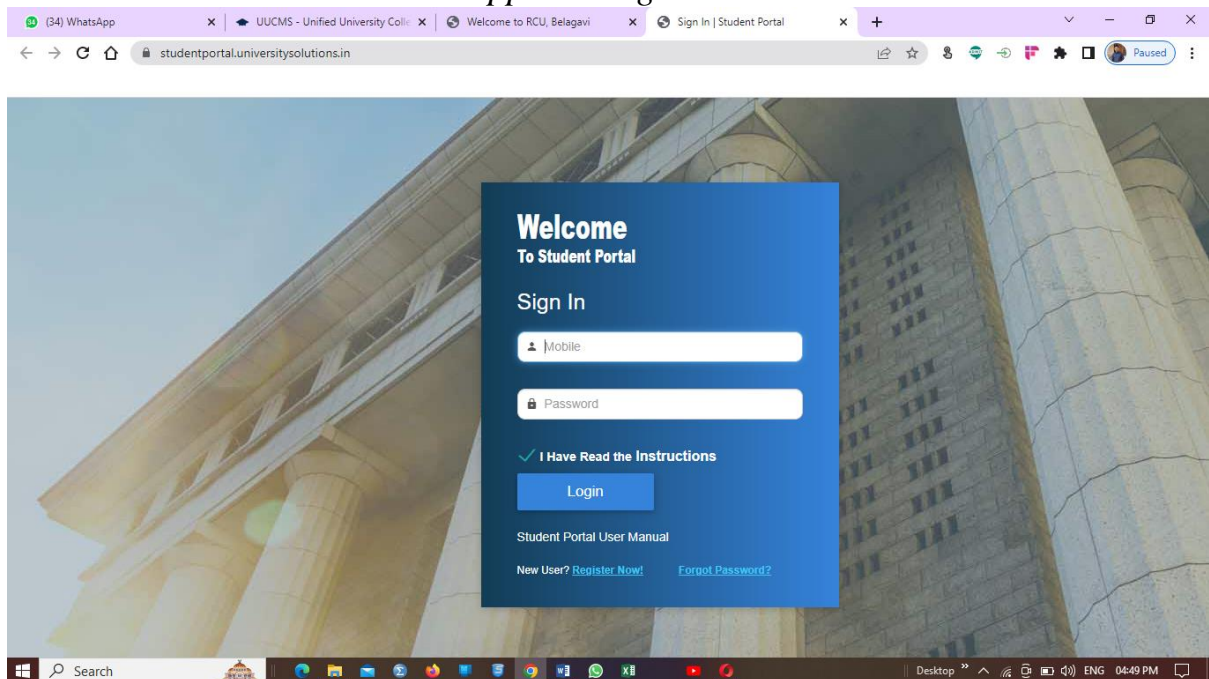 (34) WhatsApp
UUCMS - Unified University Colle
Welcome to RCU, Belagavi
Sign In | Student Portal
studentportal.universitysolutions.in
Paused
Welcome
To Student Portal
Sign In
Mobile
Password
I Have Read the Instructions
Login
Student Portal User Manual
New User? Register Now! Forgot Password?
Search
Desktop
ENG 04:49 PM